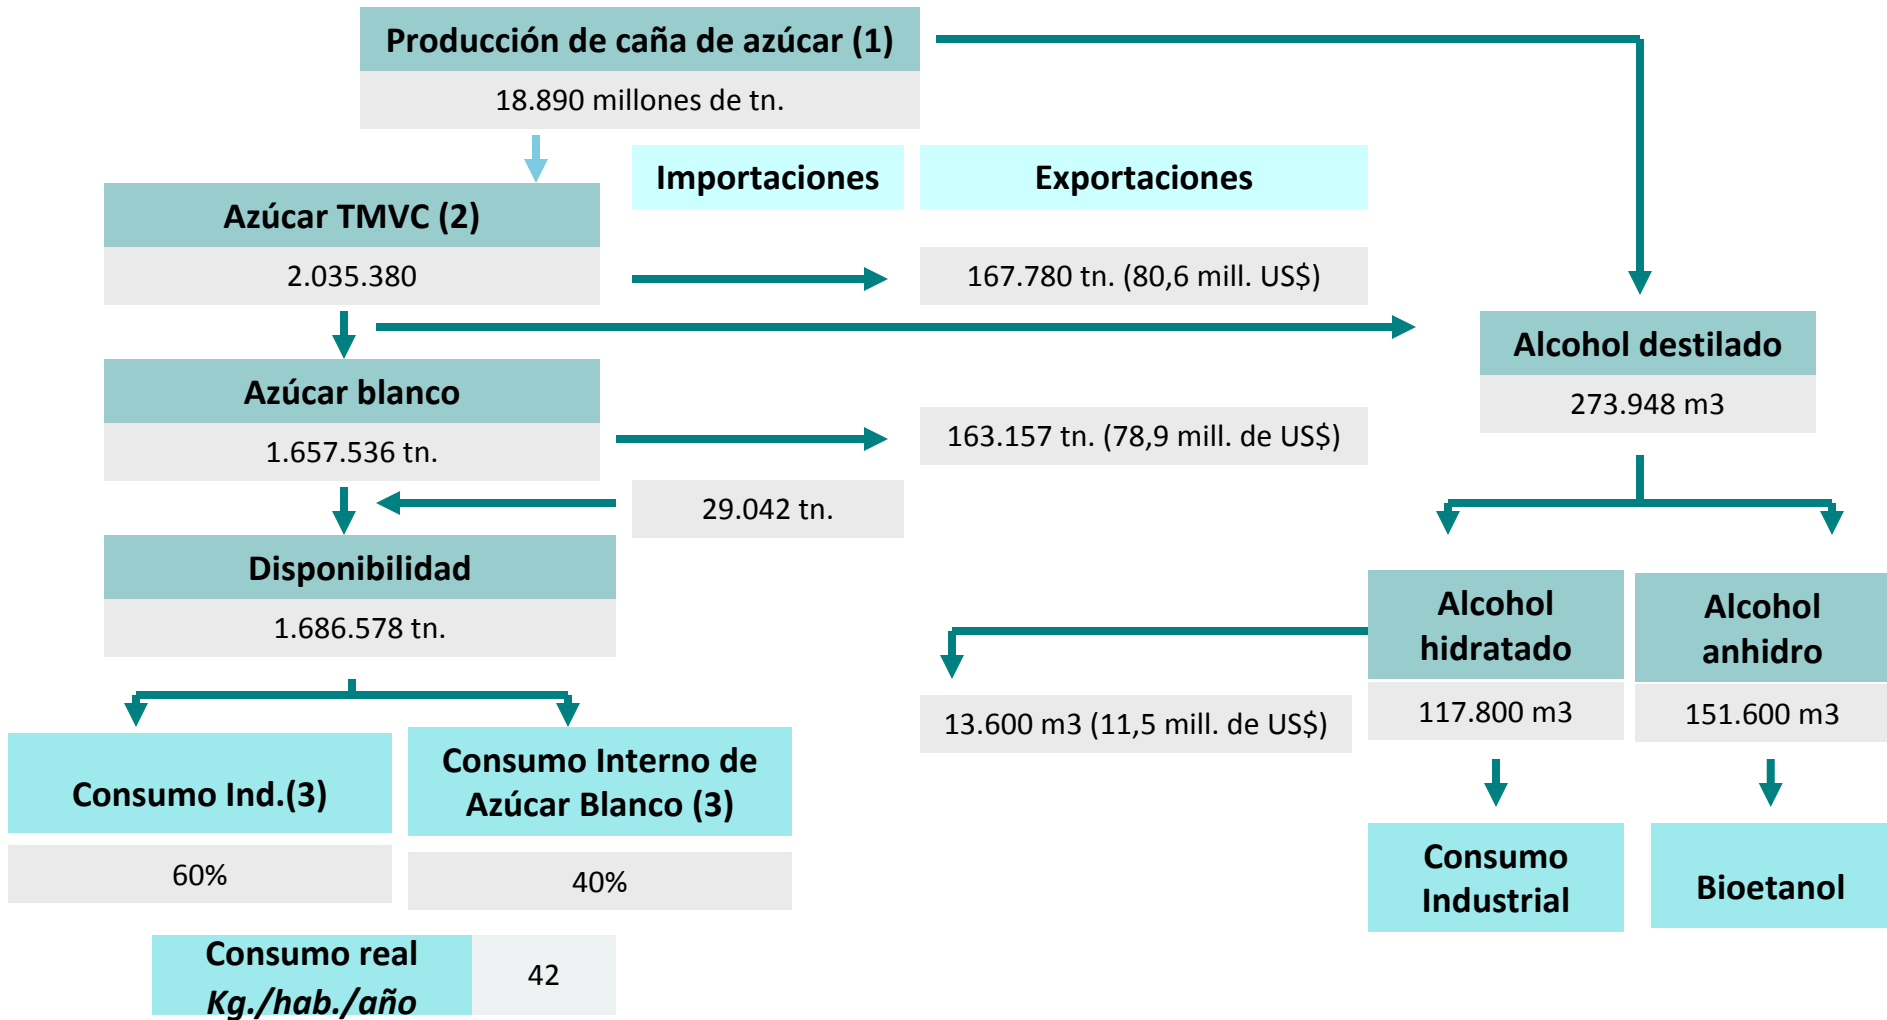 Producción de caña de azúcar (1)
18.890 millones de tn.
Importaciones
Exportaciones
Azúcar TMVC (2)
2.035.380
167.780 tn. (80,6 mill. US$)
Alcohol destilado
273.948 m3
Azúcar blanco
1.657.536 tn.
163.157 tn. (78,9 mill. de US$)
29.042 tn.
Disponibilidad
1.686.578 tn.
Alcohol
hidratado
117.800 m3
Alcohol
anhidro
151.600 m3
13.600 m3 (11,5 mill. de US$)
Consumo Ind.(3)
60%
Consumo Interno de
Azúcar Blanco (3)
40%
Consumo
Industrial
Bioetanol
Consumo real
Kg./hab./año
42